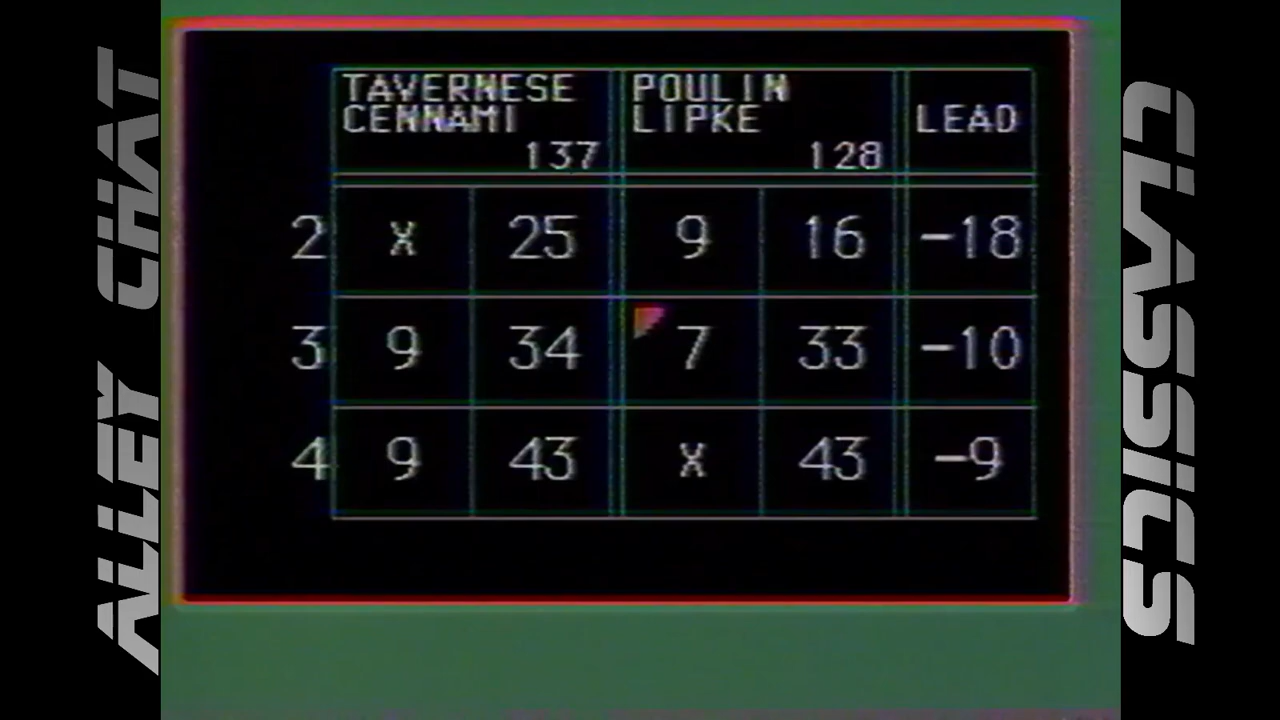 ALLEY CHAT
TAVERNESE POULIN
CENNAMI LIPKE LEAD
137 128
2 X 25 9 16 -18
3 9 34 7 33 -10
4 9 43 X 43 -9
CLASSICS